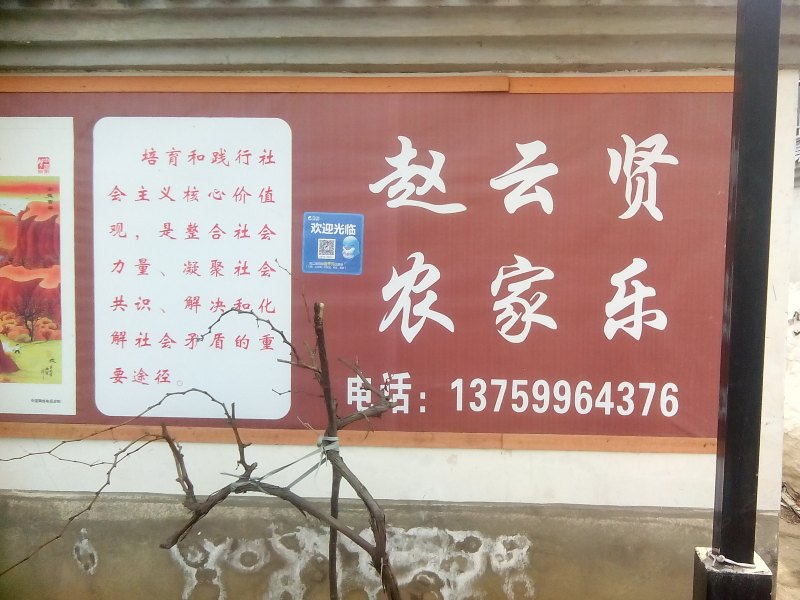 培育和践行社
会主义核心价值
观，是整合社会
力量、凝聚社会
共识、解决和化
解社会矛盾的重
要途径。
欢迎光临
赵云贤
农家乐
电话：13759964376